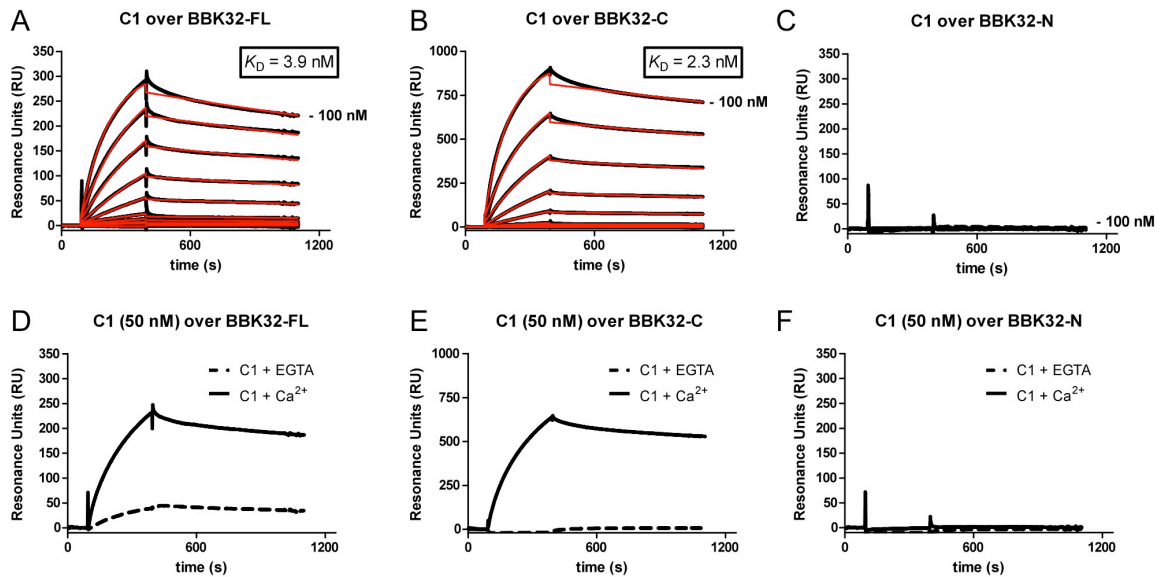 A
C1 over BBK32-FL
350
300
250
200
150
100
50
0
Resonance Units (RU)
KD = 3.9 nM
- 100 nM
0
600
1200
time (s)
B
C1 over BBK32-C
1000
750
500
250
0
Resonance Units (RU)
KD = 2.3 nM
- 100 nM
0
600
1200
time (s)
C
C1 over BBK32-N
350
300
250
200
150
100
50
0
Resonance Units (RU)
- 100 nM
0
600
1200
time (s)
D
C1 (50 nM) over BBK32-FL
350
300
250
200
150
100
50
0
Resonance Units (RU)
C1 + EGTA
C1 + Ca2+
0
600
1200
time (s)
E
C1 (50 nM) over BBK32-C
1000
750
500
250
0
Resonance Units (RU)
C1 + EGTA
C1 + Ca2+
0
600
1200
time (s)
F
C1 (50 nM) over BBK32-N
350
300
250
200
150
100
50
0
Resonance Units (RU)
C1 + EGTA
C1 + Ca2+
0
600
1200
time (s)